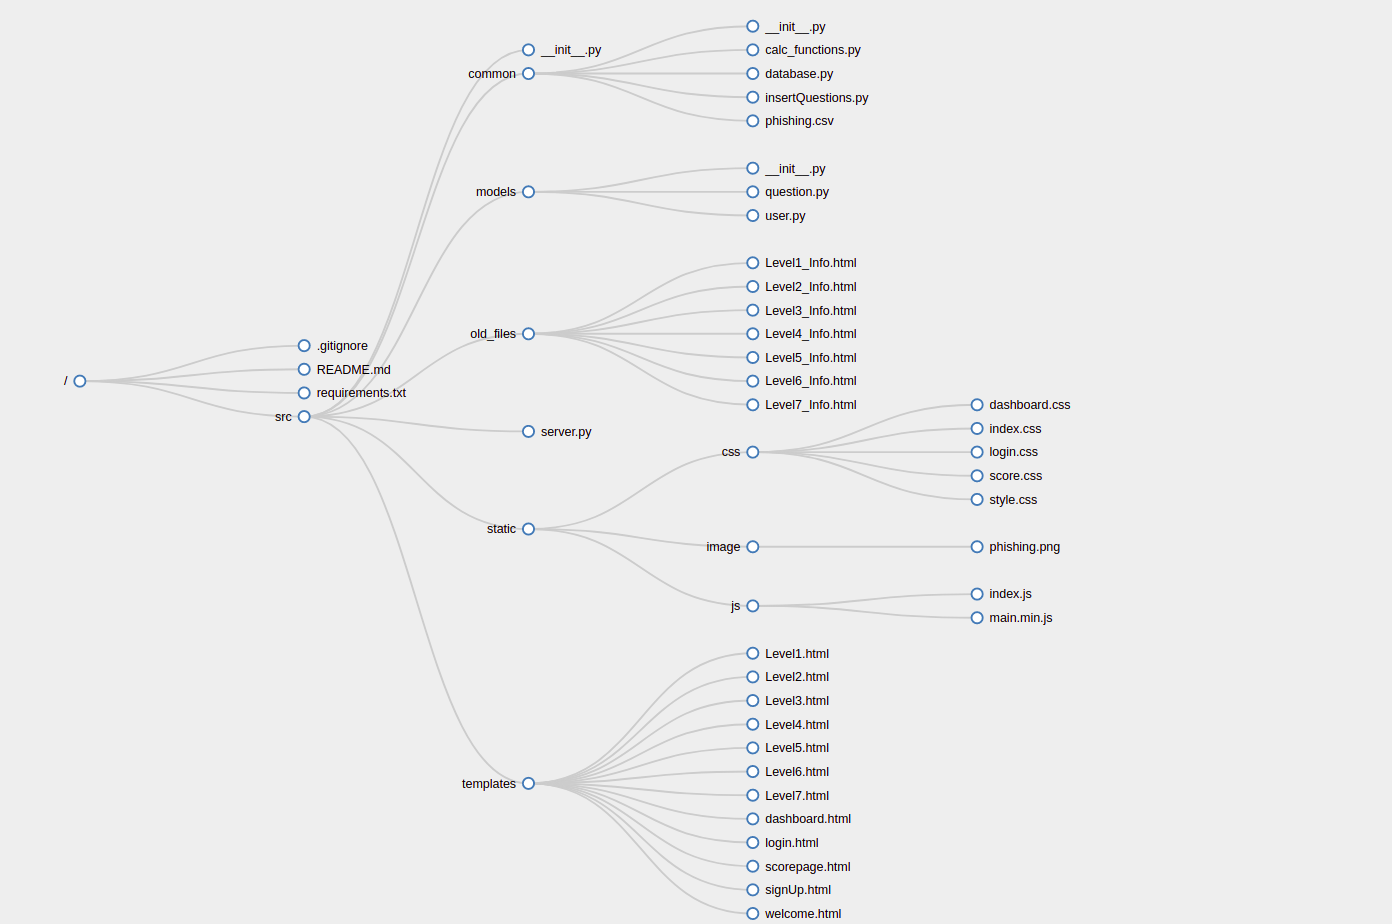 /
.gitignore
README.md
requirements.txt
src
__init__.py
common
__init__.py
calc_functions.py
database.py
insertQuestions.py
phishing.csv
models
__init__.py
question.py
user.py
old_files
Level1_Info.html
Level2_Info.html
Level3_Info.html
Level4_Info.html
Level5_Info.html
Level6_Info.html
Level7_Info.html
server.py
static
css
dashboard.css
index.css
login.css
score.css
style.css
image
phishing.png
js
index.js
main.min.js
templates
Level1.html
Level2.html
Level3.html
Level4.html
Level5.html
Level6.html
Level7.html
dashboard.html
login.html
scorepage.html
signUp.html
welcome.html